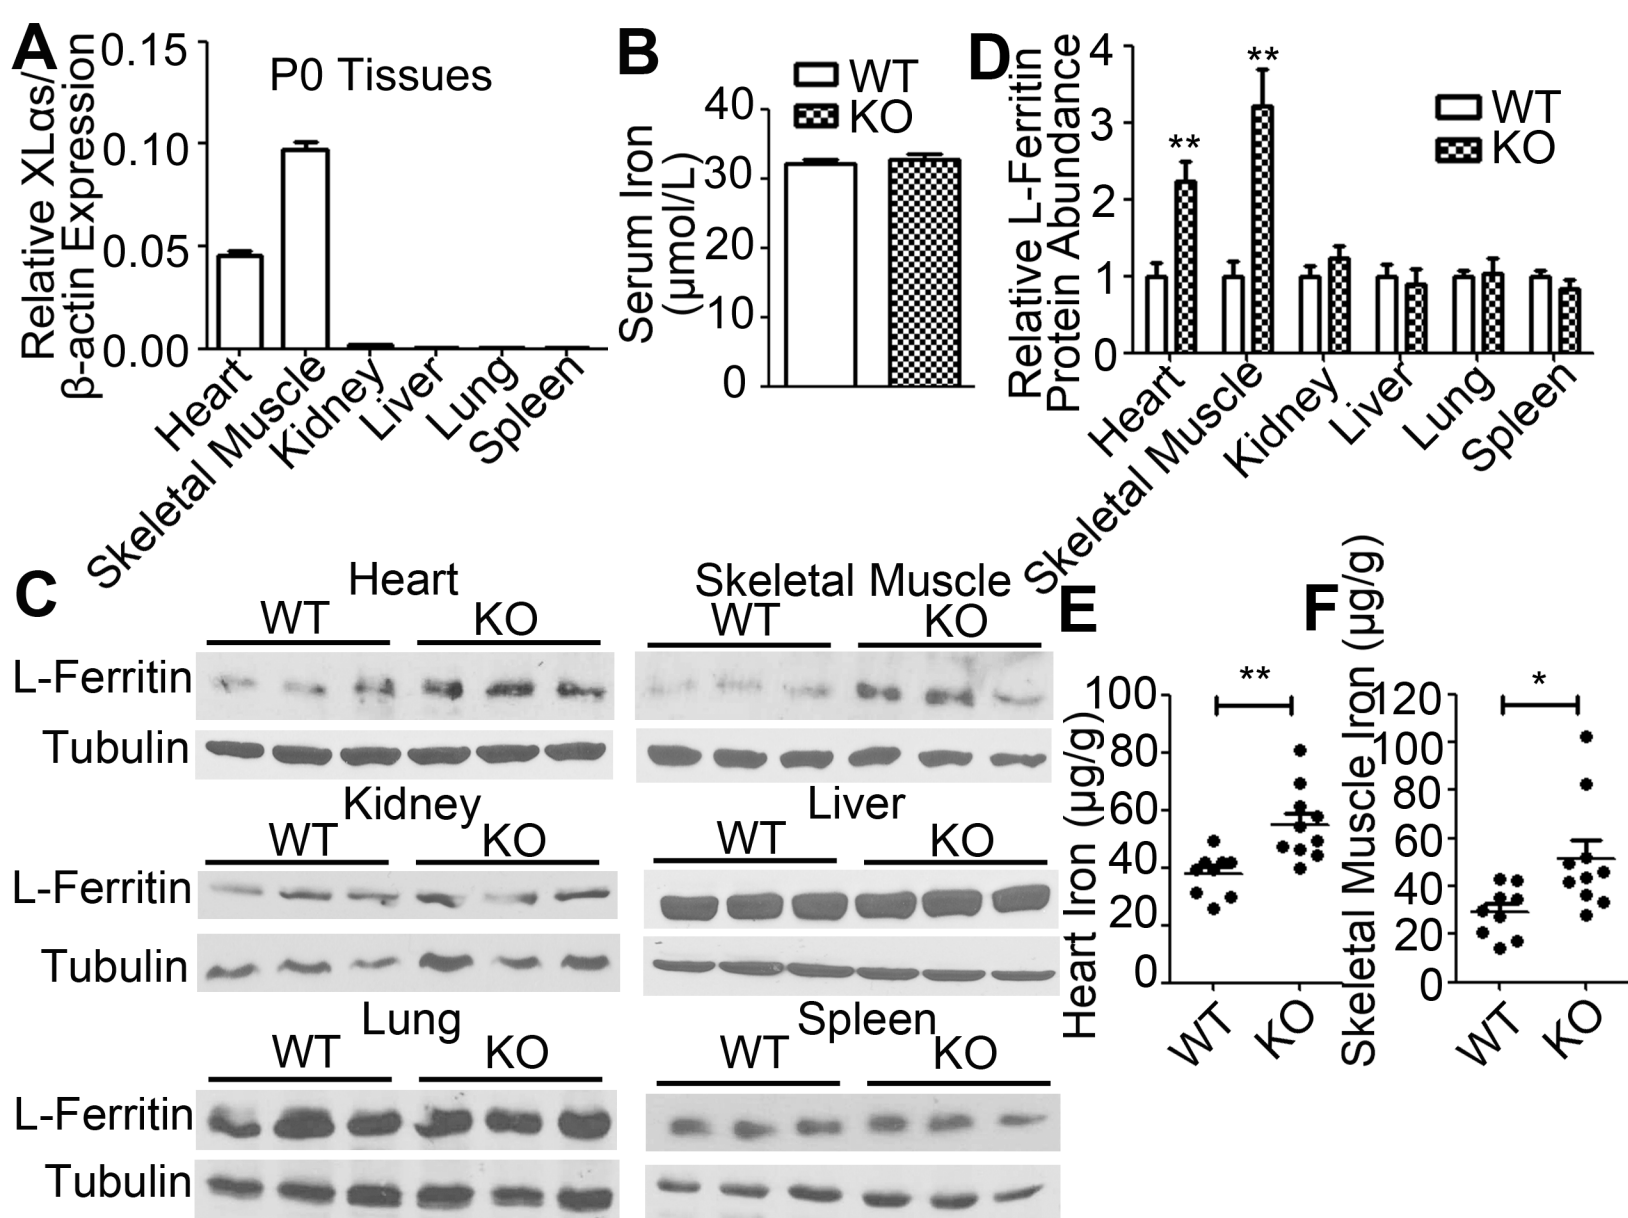 A
Relative XLαs/
β-actin Expression
0.15
0.10
0.05
0.00
P0 Tissues
Heart
Skeletal Muscle
Kidney
Liver
Lung
Spleen
B
WT
KO
Serum Iron
(μmol/L)
40
30
20
10
0
D
Relative L-Ferritin
Protein Abundance
4
3
2
1
0
**
**
WT
KO
Heart
Skeletal Muscle
Kidney
Liver
Lung
Spleen
C
Heart
WT KO
L-Ferritin
Tubulin
Skeletal Muscle
WT KO
Kidney
WT KO
L-Ferritin
Tubulin
Liver
WT KO
Lung
WT KO
L-Ferritin
Tubulin
Spleen
WT KO
E
Heart Iron (μg/g)
100
80
60
40
20
0
**
WT
KO
F
Skeletal Muscle Iron (μg/g)
120
100
80
60
40
20
0
*
WT
KO